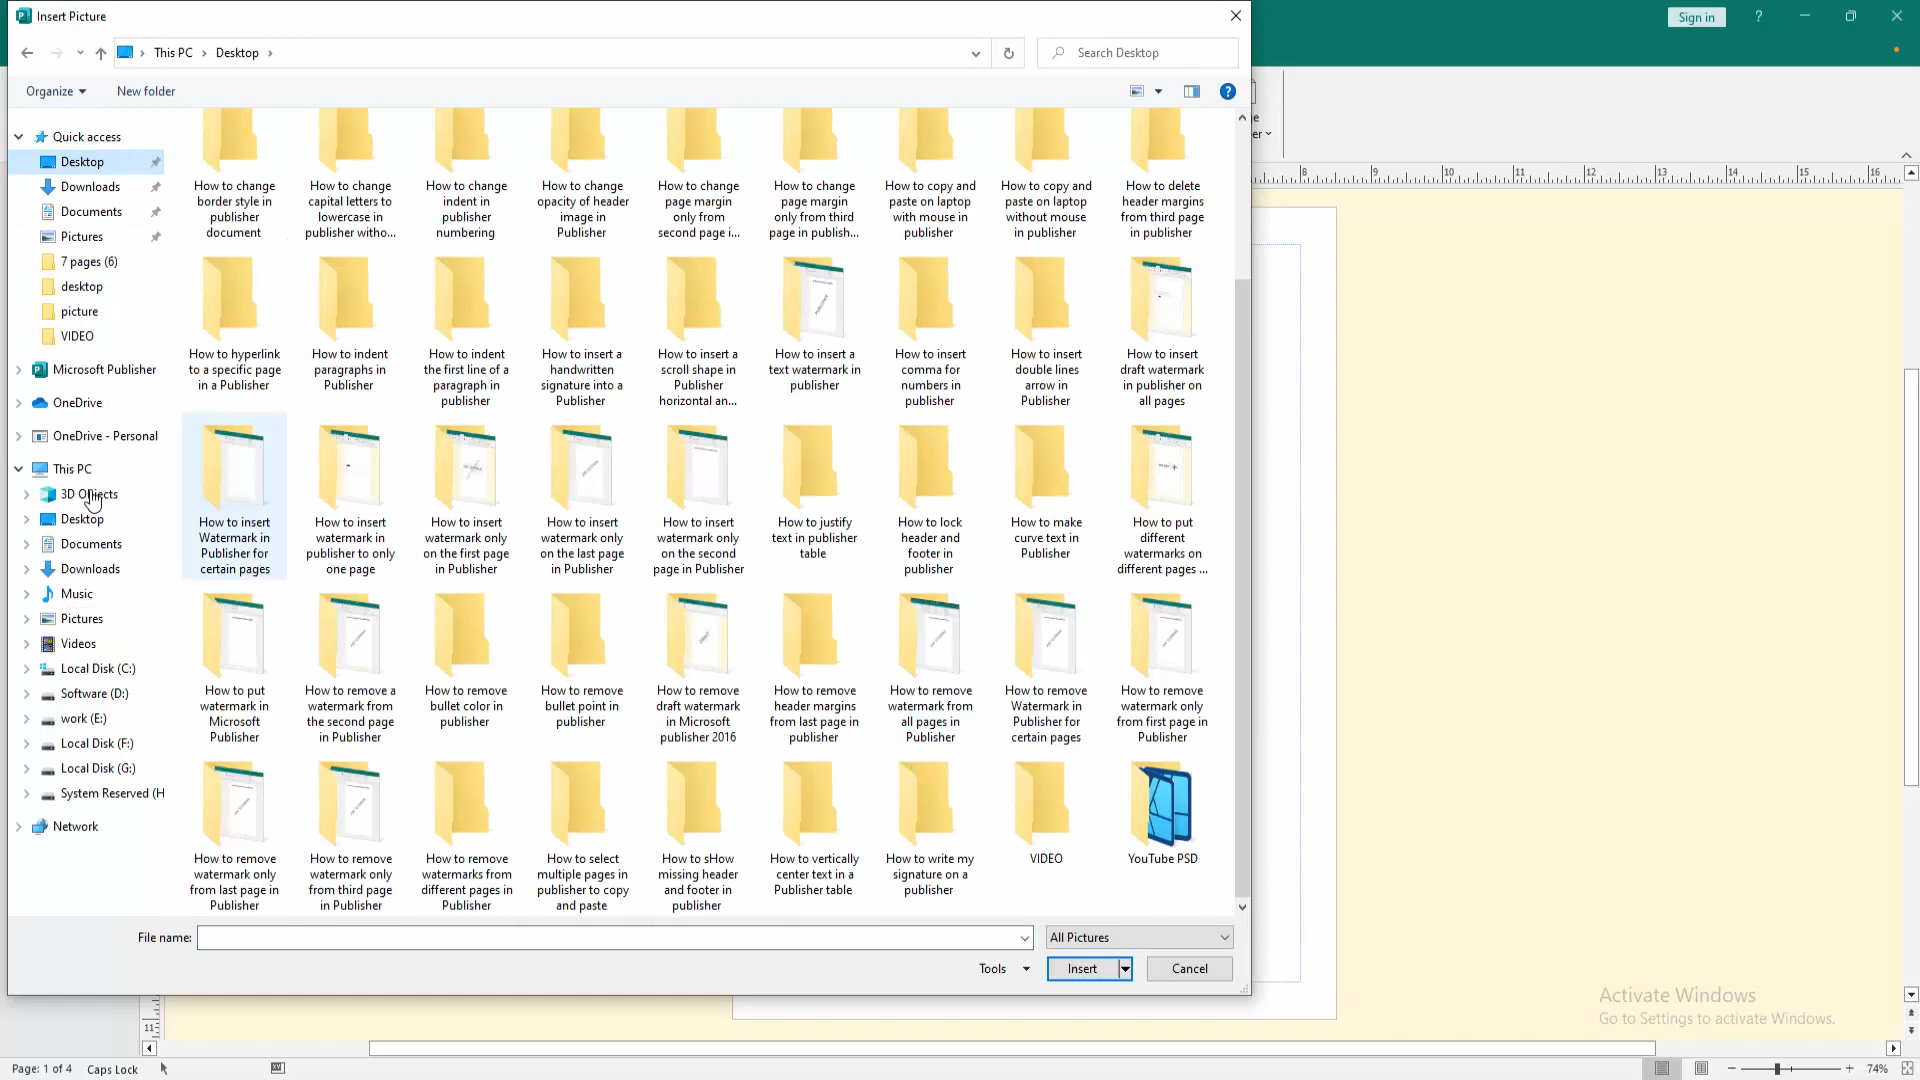 Insert Picture
Sign in
?
This PC
Desktop
Search Desktop
Organize
New folder
?
er
Quick access
Desktop
Downloads
Documents
Pictures
7 pages (6)
desktop
picture
VIDEO
Microsoft Publisher
OneDrive
OneDrive - Personal
This PC
3D Objects
Desktop
Documents
Downloads
Music
Pictures
Videos
Local Disk (C:)
Software (D:)
work (E:)
Local Disk (F:)
Local Disk (G:)
System Reserved (H
Network
How to change
border style in
publisher
document
How to change
capital letters to
lowercase in
publisher witho...
How to change
indent in
publisher
numbering
How to change
opacity of header
image in
Publisher
How to change
page margin
only from
second page i...
How to change
page margin
only from third
page in publish...
How to copy and
paste on laptop
with mouse in
publisher
How to copy and
paste on laptop
without mouse
in publisher
How to delete
header margins
from third page
in publisher
How to hyperlink
to a specific page
in a Publisher
How to indent
paragraphs in
Publisher
How to indent
the first line of a
paragraph in
publisher
How to insert a
handwritten
signature into a
Publisher
How to insert a
scroll shape in
Publisher
horizontal an...
How to insert a
text watermark in
publisher
How to insert
comma for
numbers in
publisher
How to insert
double lines
arrow in
Publisher
How to insert
draft watermark
in publisher on
all pages
How to insert
Watermark in
Publisher for
certain pages
How to insert
watermark in
publisher to only
one page
How to insert
watermark only
on the first page
in Publisher
How to insert
watermark only
on the last page
in Publisher
How to insert
watermark only
on the second
page in Publisher
How to justify
text in publisher
table
How to lock
header and
footer in
publisher
How to make
curve text in
Publisher
How to put
different
watermarks on
different pages ...
How to put
watermark in
Microsoft
Publisher
How to remove a
watermark from
the second page
in Publisher
How to remove
bullet color in
publisher
How to remove
bullet point in
publisher
How to remove
draft watermark
in Microsoft
publisher 2016
How to remove
header margins
from last page in
publisher
How to remove
watermark from
all pages in
Publisher
How to remove
Watermark in
Publisher for
certain pages
How to remove
watermark only
from first page in
Publisher
How to remove
watermark only
from last page in
Publisher
How to remove
watermark only
from third page
in Publisher
How to remove
watermarks from
different pages in
Publisher
How to select
multiple pages in
publisher to copy
and paste
How to sHow
missing header
and footer in
publisher
How to vertically
center text in a
Publisher table
How to write my
signature on a
publisher
VIDEO
YouTube PSD
File name:
All Pictures
Tools
Insert
Cancel
8 9 10 11 12 13 14 15 16
11
Activate Windows
Go to Settings to activate Windows.
Page: 1 of 4
Caps Lock
74%